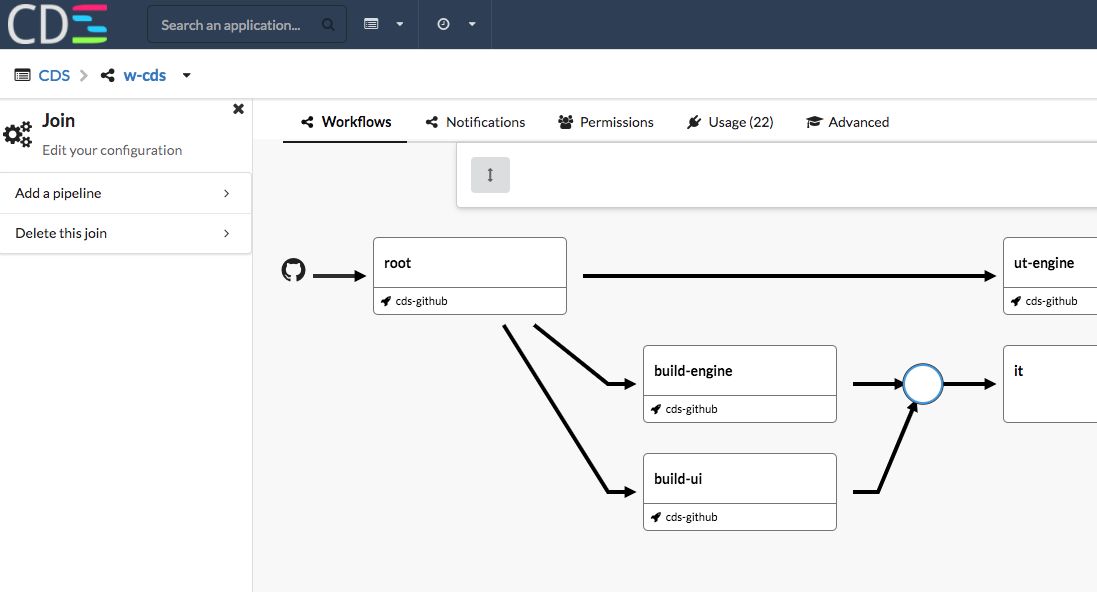 CDS
Search an application...
CDS
w-cds
Join
Edit your configuration
Add a pipeline
Delete this join
Workflows
Notifications
Permissions
Usage (22)
Advanced
root
cds-github
ut-engine
cds-github
build-engine
cds-github
it
build-ui
cds-github